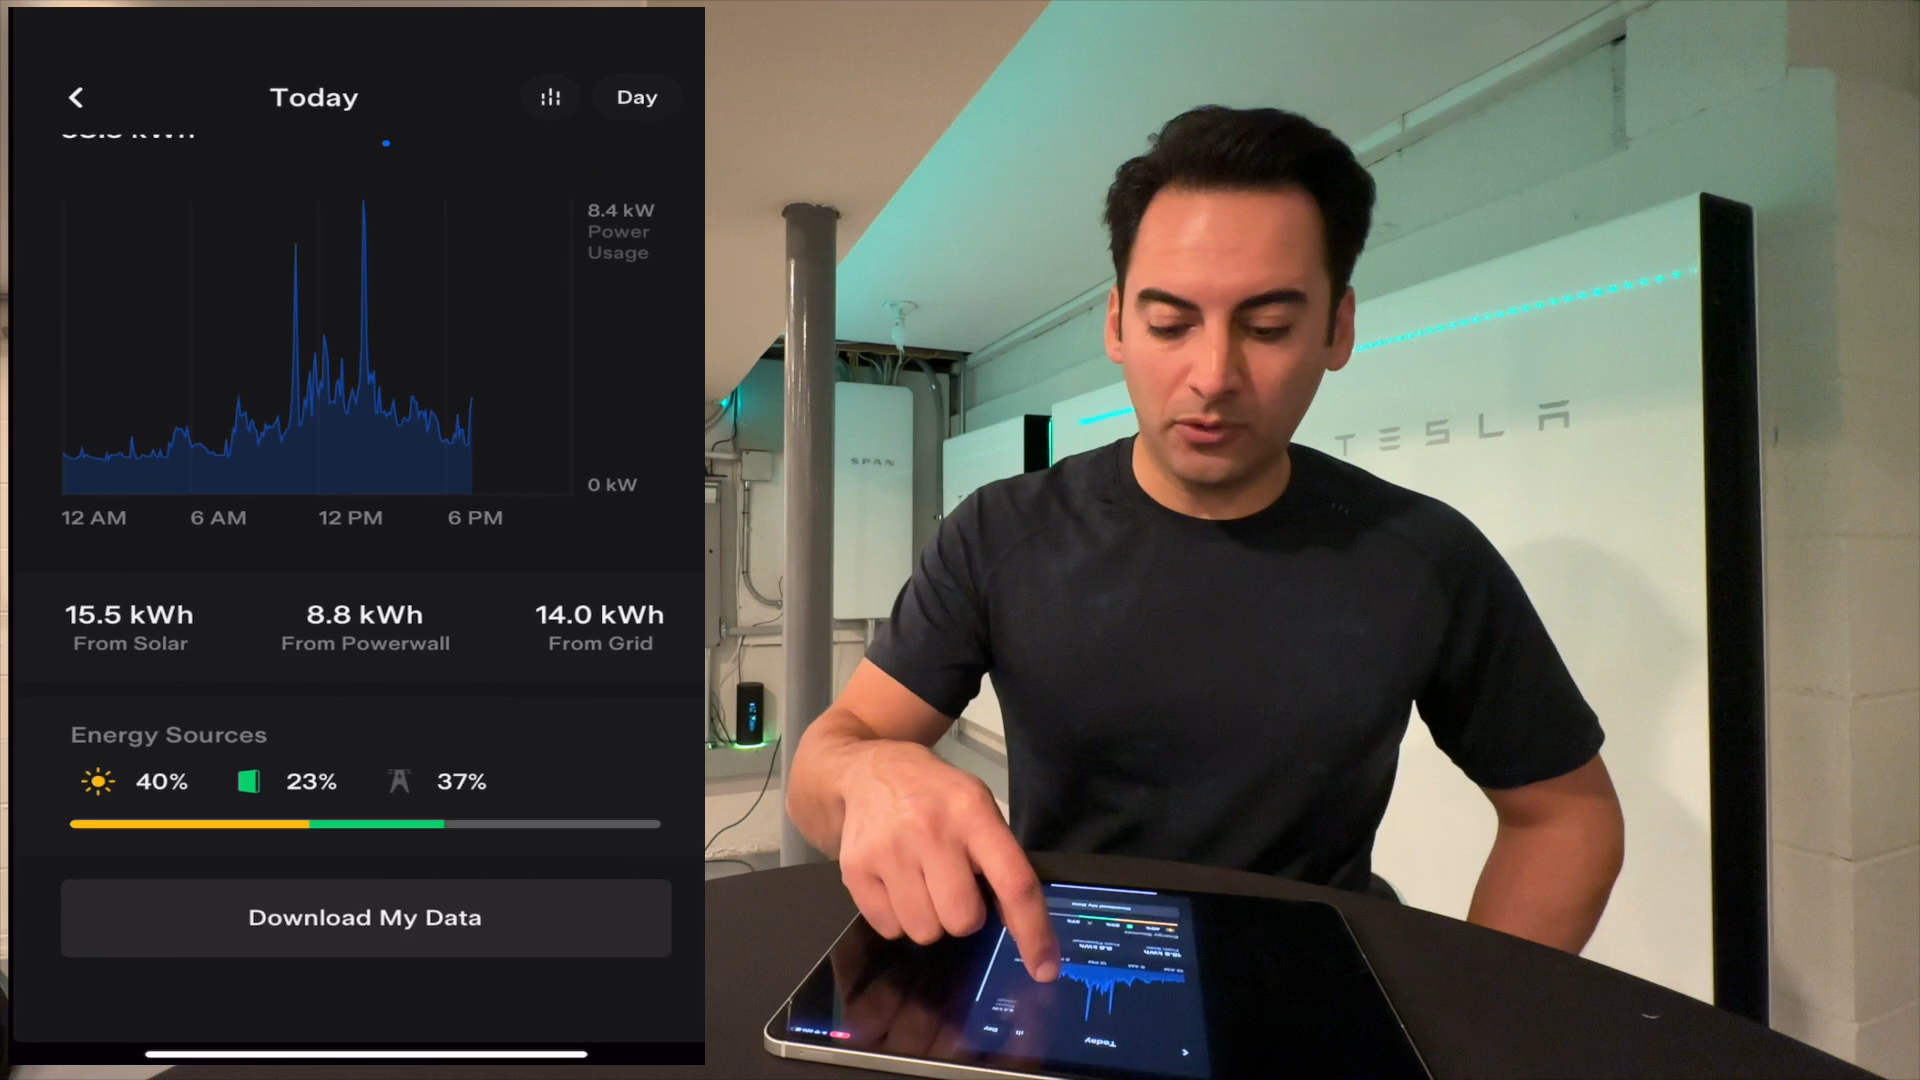 Today
Day
8.4 kW
Power
Usage
0 kW
12 AM
6 AM
12 PM
6 PM
15.5 kWh
8.8 kWh
14.0 kWh
From Solar
From Powerwall
From Grid
Energy Sources
40%
23%
37%
Download My Data
SPAN
TESLA
Today
Day